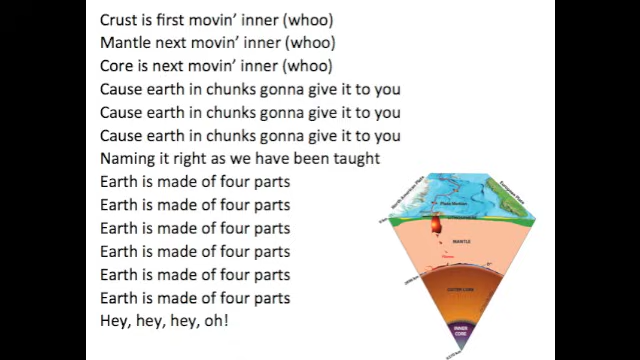 Crust is first movin’ inner (whoo)
Mantle next movin’ inner (whoo)
Core is next movin’ inner (whoo)
Cause earth in chunks gonna give it to you
Cause earth in chunks gonna give it to you
Cause earth in chunks gonna give it to you
Naming it right as we have been taught
Earth is made of four parts
Earth is made of four parts
Earth is made of four parts
Earth is made of four parts
Earth is made of four parts
Earth is made of four parts
Hey, hey, hey, oh!
North American Plate
MANTLE
OUTER CORE
INNER
CORE